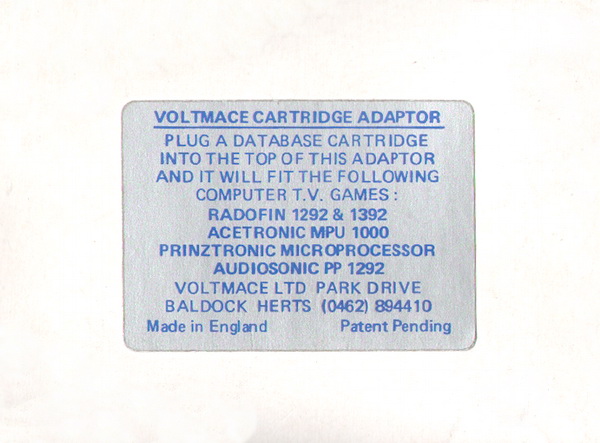 VOLTMACE CARTRIDGE ADAPTOR
PLUG A DATABASE CARTRIDGE
INTO THE TOP OF THIS ADAPTOR
AND IT WILL FIT THE FOLLOWING
COMPUTER T.V. GAMES :
RADOFIN 1292 & 1392
ACETRONIC MPU 1000
PRINZTRONIC MICROPROCESSOR
AUDIOSONIC PP 1292
VOLTMACE LTD PARK DRIVE
BALDOCK HERTS (0462) 894410
Made in England Patent Pending